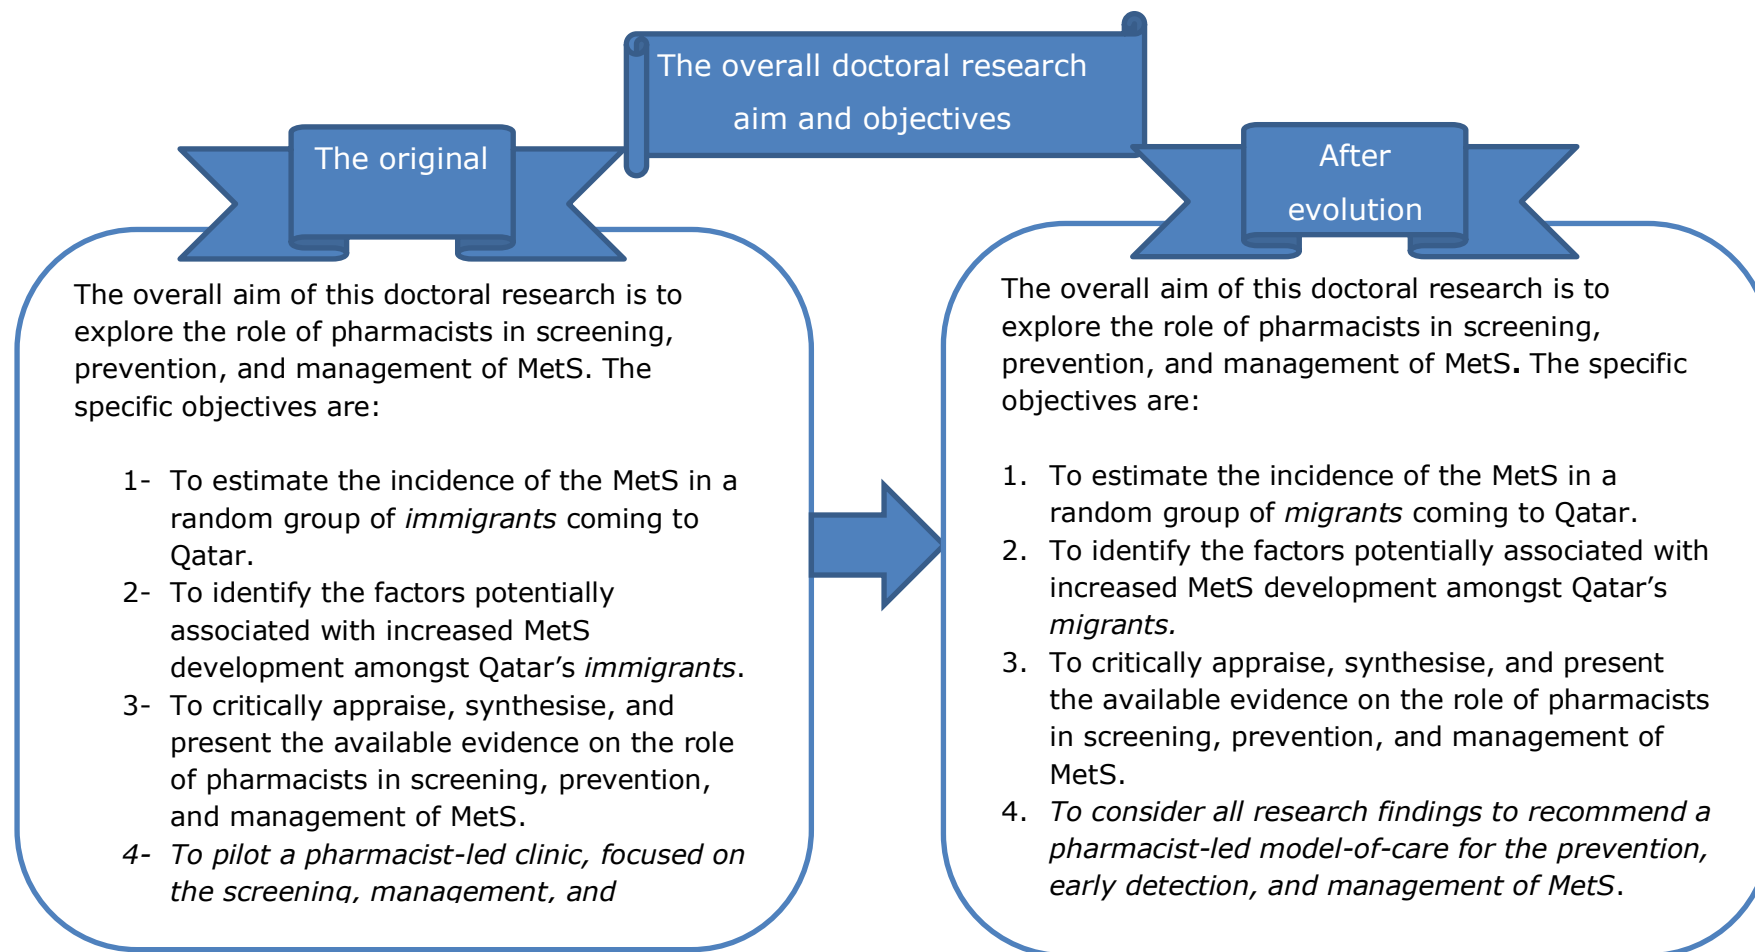 The overall doctoral research
aim and objectives
The original
The overall aim of this doctoral research is to
explore the role of pharmacists in screening,
prevention, and management of MetS. The
specific objectives are:
1- To estimate the incidence of the MetS in a
random group of immigrants coming to
Qatar.
2- To identify the factors potentially
associated with increased MetS
development amongst Qatar’s immigrants.
3- To critically appraise, synthesise, and
present the available evidence on the role
of pharmacists in screening, prevention,
and management of MetS.
4- To pilot a pharmacist-led clinic, focused on
the screening, management, and
After
evolution
The overall aim of this doctoral research is to
explore the role of pharmacists in screening,
prevention, and management of MetS. The specific
objectives are:
1. To estimate the incidence of the MetS in a
random group of migrants coming to Qatar.
2. To identify the factors potentially associated with
increased MetS development amongst Qatar’s
migrants.
3. To critically appraise, synthesise, and present
the available evidence on the role of pharmacists
in screening, prevention, and management of
MetS.
4. To consider all research findings to recommend a
pharmacist-led model-of-care for the prevention,
early detection, and management of MetS.